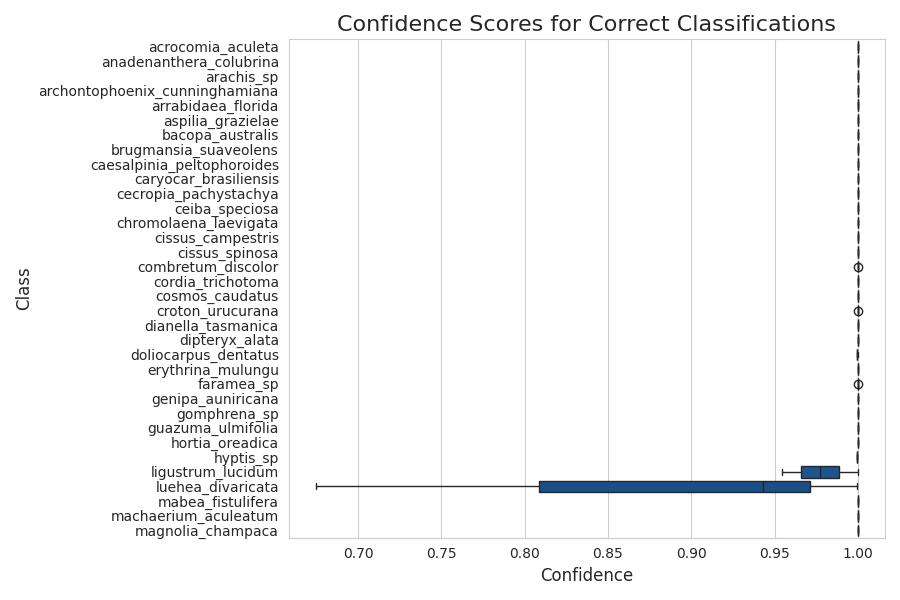 Confidence Scores for Correct Classifications
acrocomia_aculeta
anadenanthera_colubrina
arachis_sp
archontophoenix_cunninghamiana
arrabidaea_florida
aspilia_grazielae
bacopa_australis
brugmansia_suaveolens
caesalpinia_peltophoroides
caryocar_brasiliensis
cecropia_pachystachya
ceiba_speciosa
chromolaena_laevigata
cissus_campestris
cissus_spinosa
combretum_discolor
cordia_trichotoma
cosmos_caudatus
croton_urucurana
dianella_tasmanica
dipteryx_alata
doliocarpus_dentatus
erythrina_mulungu
faramea_sp
genipa_auniricana
gomphrena_sp
guazuma_ulmifolia
hortia_oreadica
hyptis_sp
ligustrum_lucidum
luehea_divaricata
mabea_fistulifera
machaerium_aculeatum
magnolia_champaca
Class
0.70 0.75 0.80 0.85 0.90 0.95 1.00
Confidence